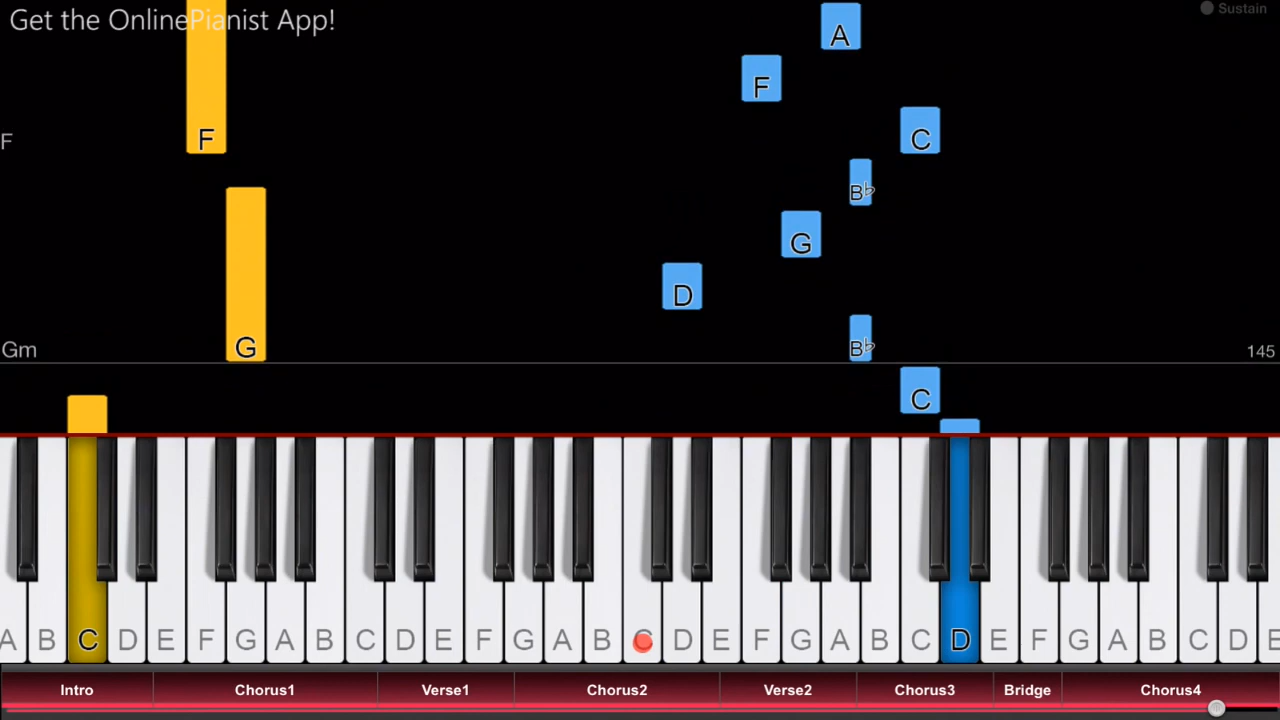 Get the OnlinePianist App!
Sustain
A
F
F
F
C
B♭
G
D
Gm
G
B♭
145
C
A B C D E F G A B C D E F G A B C D E F G A B C D E F G A B C D E
Intro Chorus1 Verse1 Chorus2 Verse2 Chorus3 Bridge Chorus4